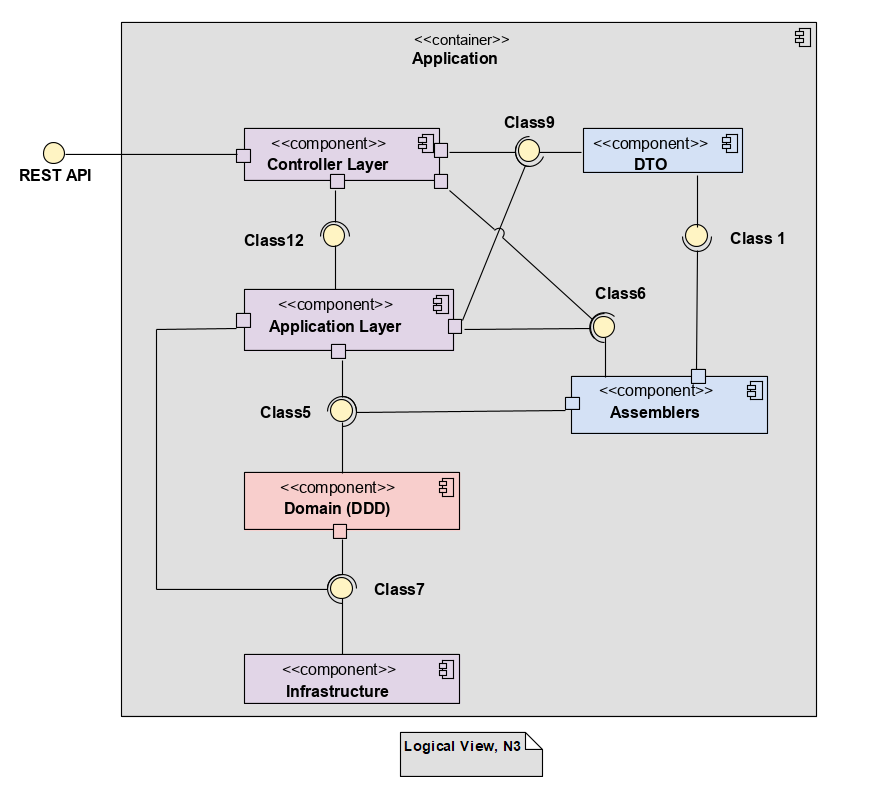 <<container>>
Application
Class9
<<component>>
Controller Layer
<<component>>
DTO
REST API
Class12
Class 1
Class6
<<component>>
Application Layer
<<component>>
Assemblers
Class5
<<component>>
Domain (DDD)
Class7
<<component>>
Infrastructure
Logical View, N3